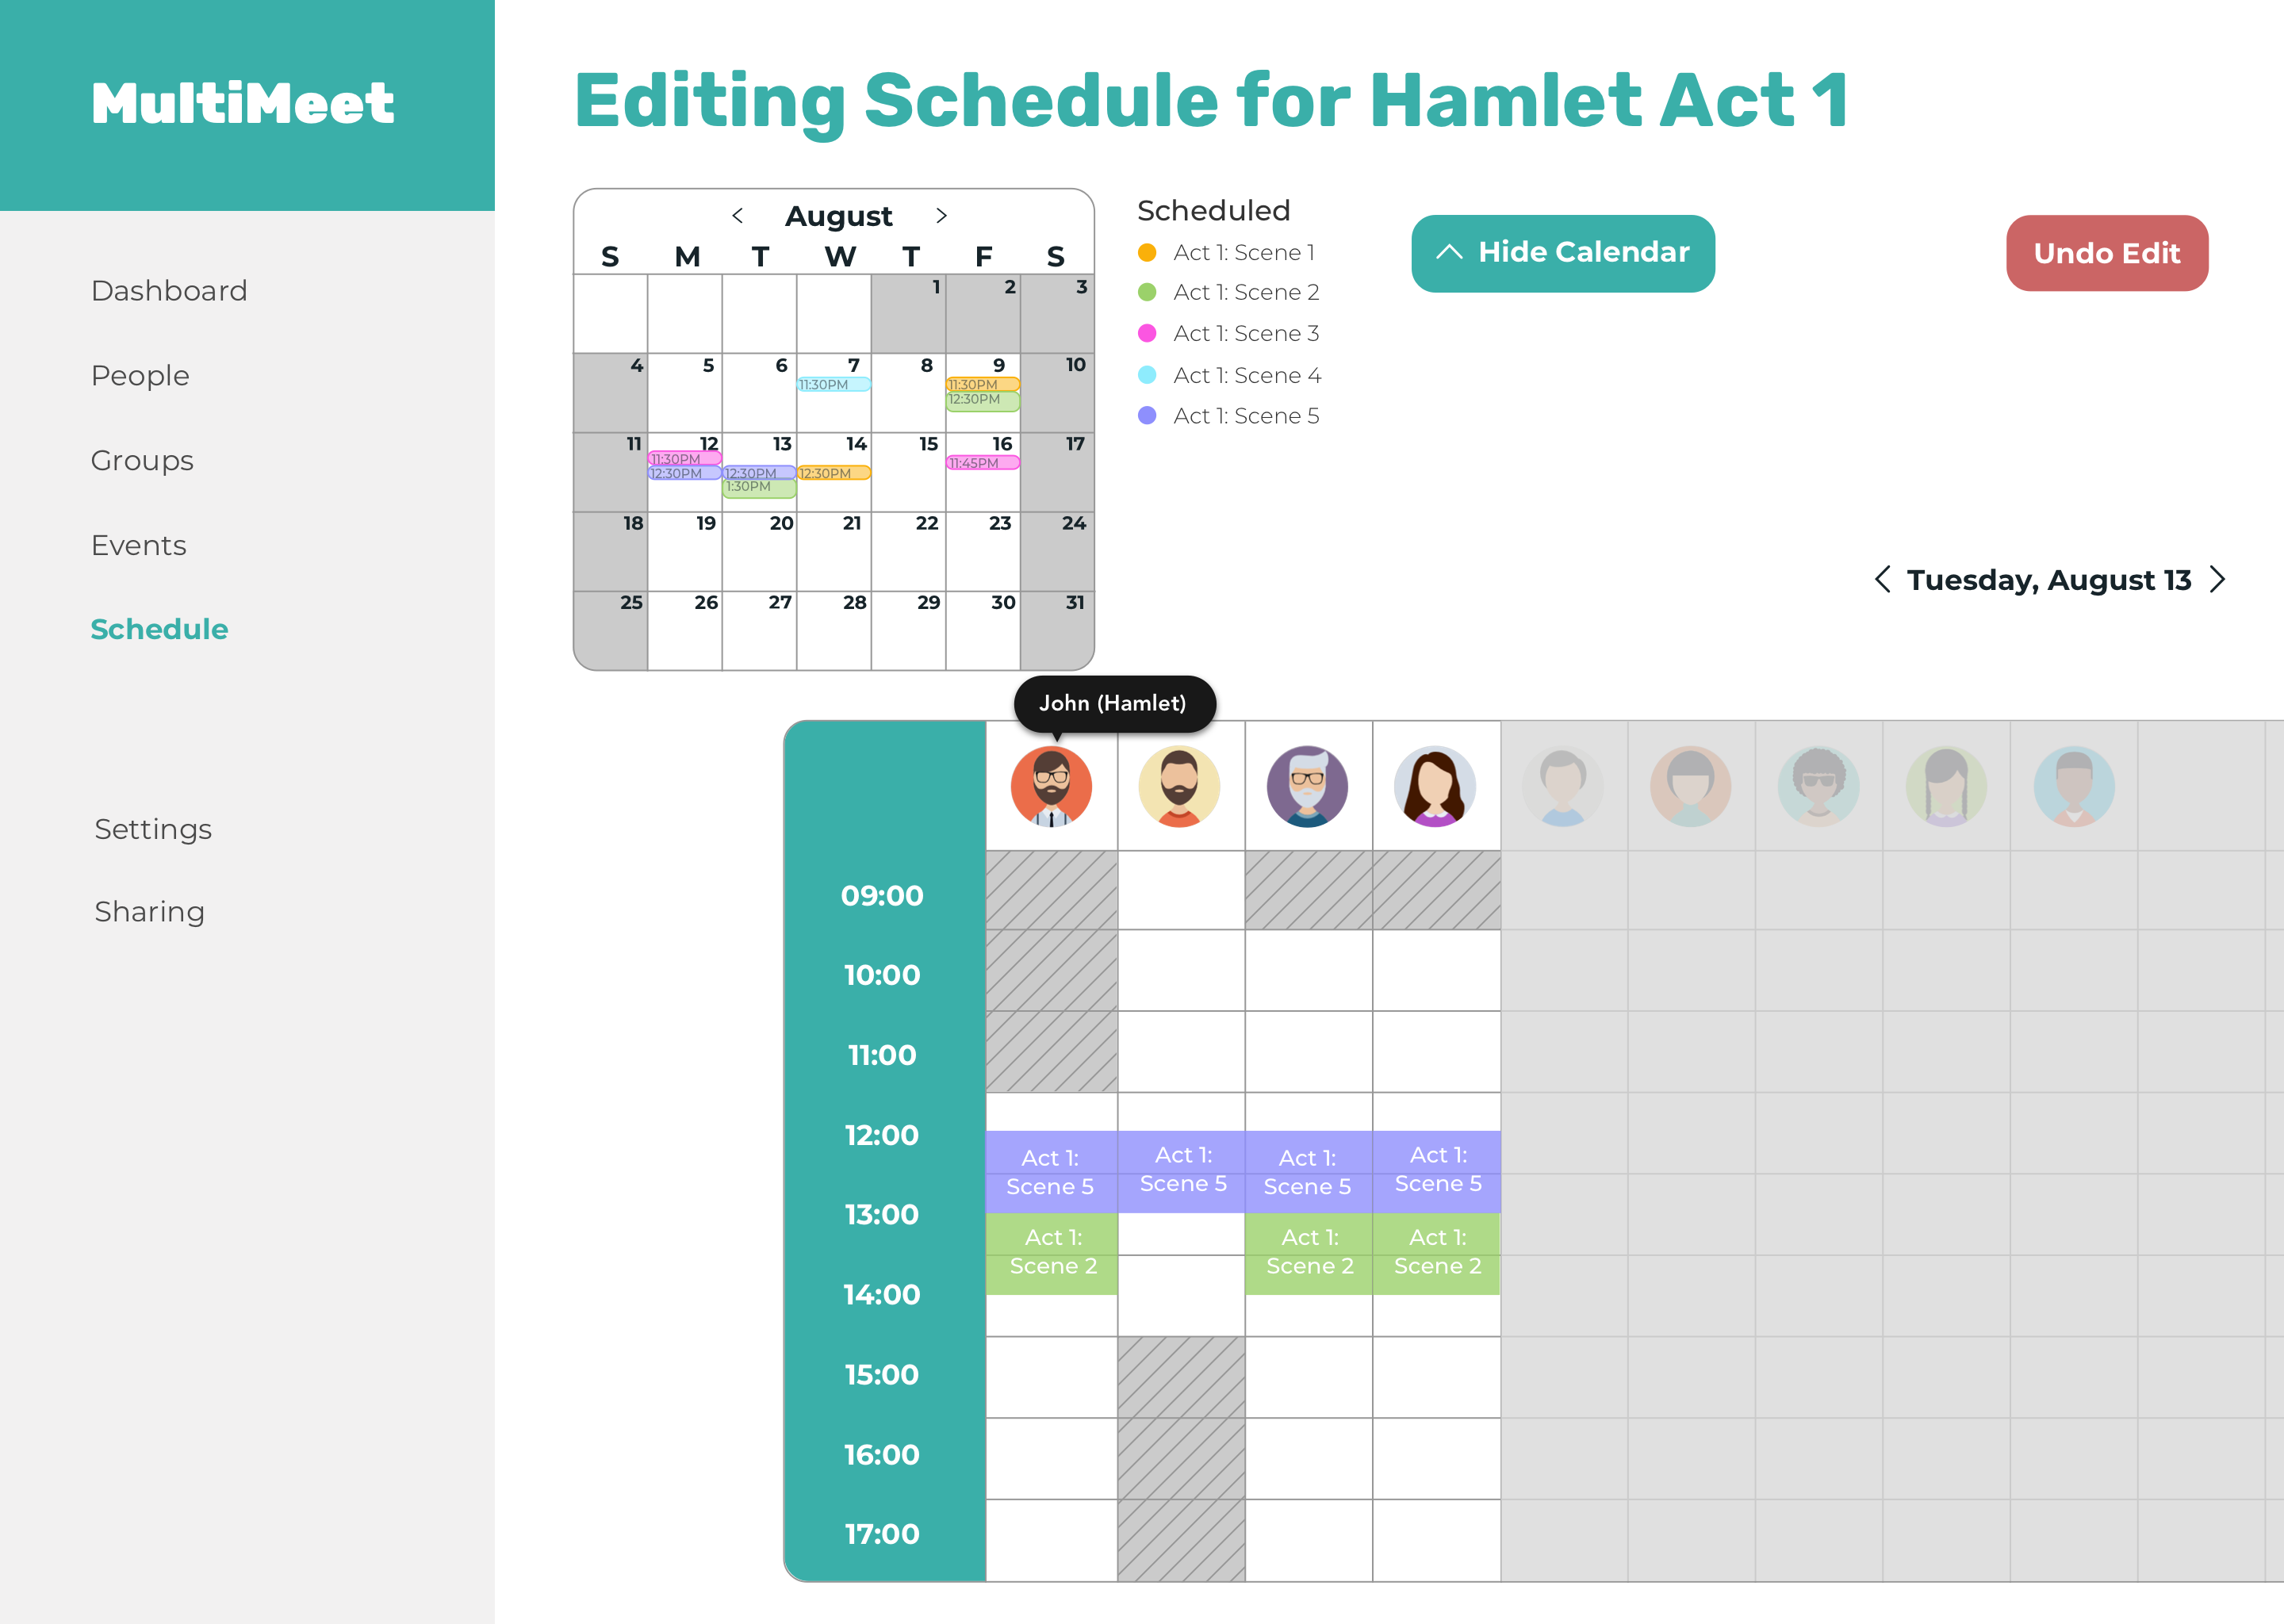 MultiMeet
Dashboard
People
Groups
Events
Schedule
Settings
Sharing
Editing Schedule for Hamlet Act 1
August
S M T W T F S
1 2 3
4 5 6 7 8 9 10
11:30PM 11:30PM
12:30PM
11 12 13 14 15 16 17
11:30PM 11:45PM
12:30PM 12:30PM 12:30PM
1:30PM
18 19 20 21 22 23 24
25 26 27 28 29 30 31
Scheduled
Act 1: Scene 1
Act 1: Scene 2
Act 1: Scene 3
Act 1: Scene 4
Act 1: Scene 5
Hide Calendar
Undo Edit
Tuesday, August 13
John (Hamlet)
09:00
10:00
11:00
12:00
Act 1: Act 1: Act 1: Act 1:
Scene 5 Scene 5 Scene 5 Scene 5
13:00
Act 1: Act 1: Act 1:
Scene 2 Scene 2 Scene 2
14:00
15:00
16:00
17:00